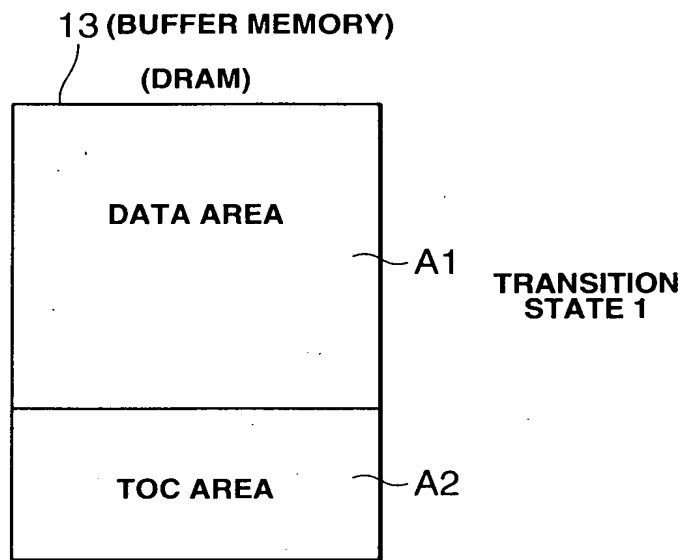 13 (BUFFER MEMORY)
(DRAM)
DATA AREA
A1
TRANSITION
STATE 1
TOC AREA
A2